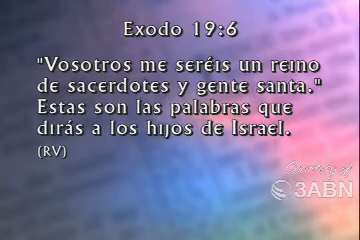 Exodo 19:6
"Vosotros me seréis un reino
de sacerdotes y gente santa."
Estas son las palabras que
dirás a los hijos de Israel.
(RV)
Courtesy of
3ABN